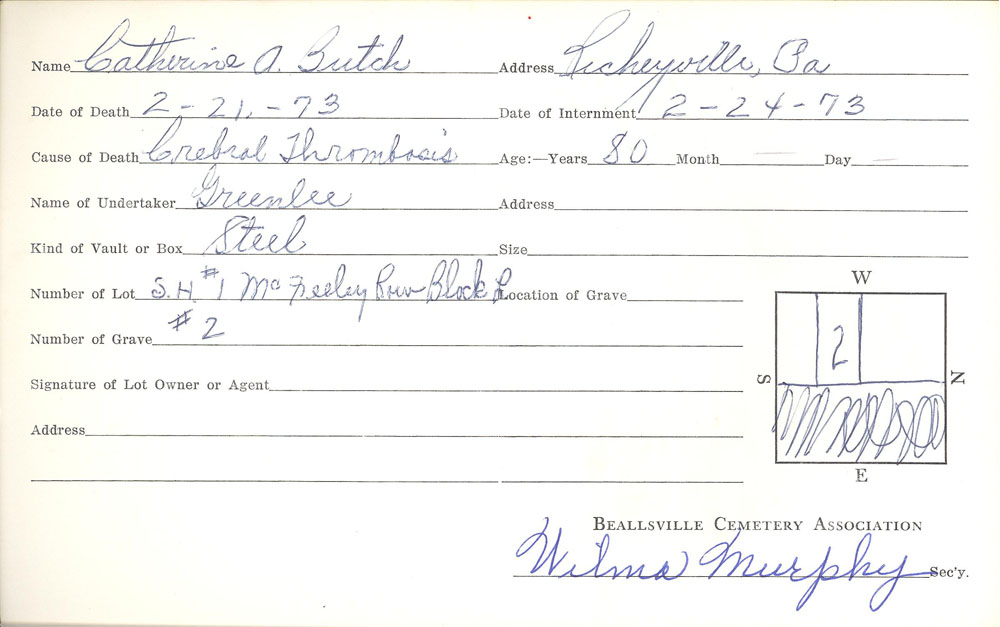 Name Catherine A. Butch Address Richeyville, Pa
Date of Death 2-21,-73 Date of Internment 2-24-73
Cause of Death Crebral Thrombosis Age:—Years 80 Month — Day —
Name of Undertaker Greenlee Address
Kind of Vault or Box Steel Size
Number of Lot S.H. #1 McFeeley Row Block L Location of Grave
Number of Grave #2
Signature of Lot Owner or Agent
Address
W
2
S
N
E
BEALLSVILLE CEMETERY ASSOCIATION
Wilma Murphy Sec'y.